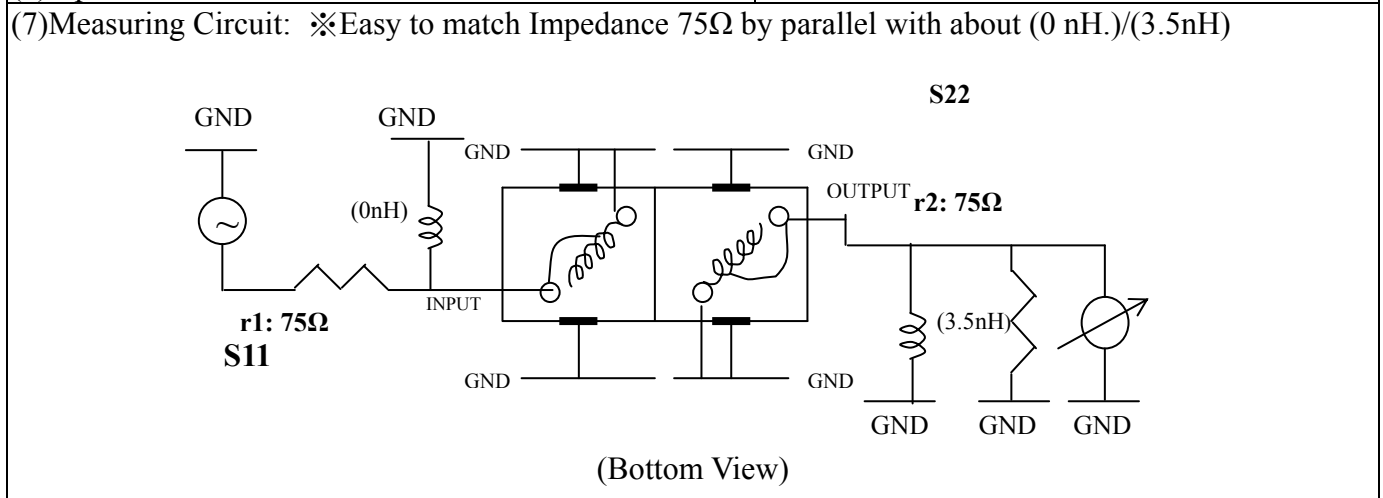 (7)Measuring Circuit: ※Easy to match Impedance 75Ω by parallel with about (0 nH.)/(3.5nH)
S22
GND
GND
GND
GND
(0nH)
OUTPUT
r2: 75Ω
INPUT
r1: 75Ω
(3.5nH)
S11
GND
GND
GND
GND
GND
(Bottom View)